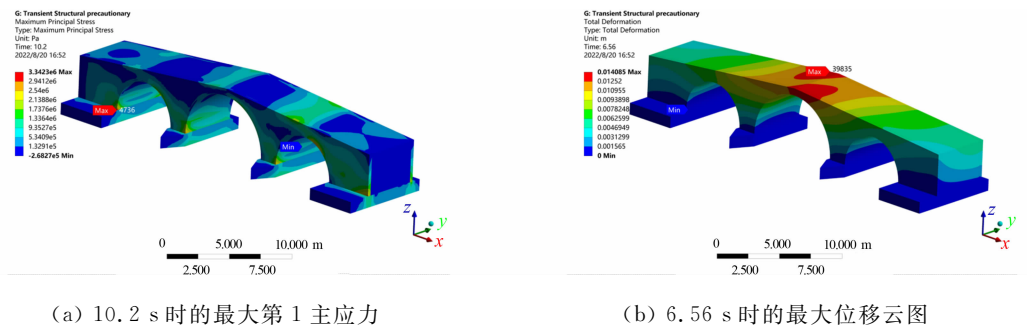 G: Transient Structural precautionary
Maximum Principal Stress
Type: Maximum Principal Stress
Unit: Pa
Time: 10.2
2022/8/20 16:52
3.3423e6 Max
2.9412e6
2.54e6
2.1388e6
1.7376e6
1.3364e6
9.3527e5
5.3409e5
1.3291e5
-2.6827e5 Min
Max
4736
Min
z
y
x
0 5.000 10.000 m
2.500 7.500
(a) 10.2 s时的最大第1主应力
G: Transient Structural precautionary
Total Deformation
Type: Total Deformation
Unit: m
Time: 6.56
2022/8/20 16:52
0.014085 Max
0.01252
0.010955
0.0093898
0.0078248
0.0062599
0.0046949
0.0031299
0.001565
0 Min
Max
39835
Min
z
y
x
0 5.000 10.000 m
2.500 7.500
(b) 6.56 s时的最大位移云图